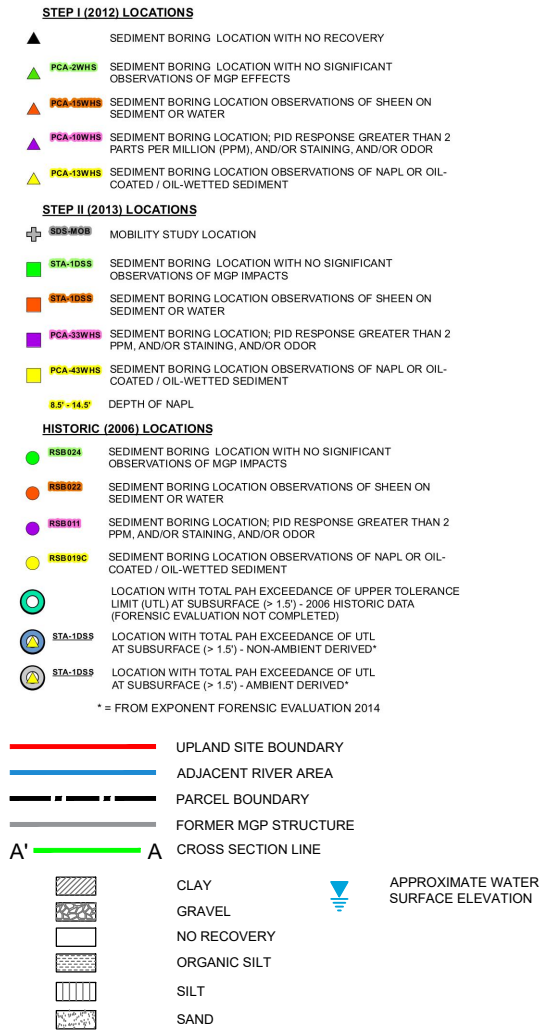 STEP I (2012) LOCATIONS
SEDIMENT BORING LOCATION WITH NO RECOVERY
PCA-2WHS SEDIMENT BORING LOCATION WITH NO SIGNIFICANT
OBSERVATIONS OF MGP EFFECTS
PCA-15WHS SEDIMENT BORING LOCATION OBSERVATIONS OF SHEEN ON
SEDIMENT OR WATER
PCA-10WHS SEDIMENT BORING LOCATION; PID RESPONSE GREATER THAN 2
PARTS PER MILLION (PPM), AND/OR STAINING, AND/OR ODOR
PCA-13WHS SEDIMENT BORING LOCATION OBSERVATIONS OF NAPL OR OIL-
COATED / OIL-WETTED SEDIMENT
STEP II (2013) LOCATIONS
SDS-MOB MOBILITY STUDY LOCATION
STA-1DSS SEDIMENT BORING LOCATION WITH NO SIGNIFICANT
OBSERVATIONS OF MGP IMPACTS
STA-1DSS SEDIMENT BORING LOCATION OBSERVATIONS OF SHEEN ON
SEDIMENT OR WATER
PCA-33WHS SEDIMENT BORING LOCATION; PID RESPONSE GREATER THAN 2
PPM, AND/OR STAINING, AND/OR ODOR
PCA-43WHS SEDIMENT BORING LOCATION OBSERVATIONS OF NAPL OR OIL-
COATED / OIL-WETTED SEDIMENT
8.5' - 14.5' DEPTH OF NAPL
HISTORIC (2006) LOCATIONS
RSB024 SEDIMENT BORING LOCATION WITH NO SIGNIFICANT
OBSERVATIONS OF MGP IMPACTS
RSB022 SEDIMENT BORING LOCATION OBSERVATIONS OF SHEEN ON
SEDIMENT OR WATER
RSB011 SEDIMENT BORING LOCATION; PID RESPONSE GREATER THAN 2
PPM, AND/OR STAINING, AND/OR ODOR
RSB019C SEDIMENT BORING LOCATION OBSERVATIONS OF NAPL OR OIL-
COATED / OIL-WETTED SEDIMENT
LOCATION WITH TOTAL PAH EXCEEDANCE OF UPPER TOLERANCE
LIMIT (UTL) AT SUBSURFACE (> 1.5') - 2006 HISTORIC DATA
(FORENSIC EVALUATION NOT COMPLETED)
STA-1DSS LOCATION WITH TOTAL PAH EXCEEDANCE OF UTL
AT SUBSURFACE (> 1.5') - NON-AMBIENT DERIVED*
STA-1DSS LOCATION WITH TOTAL PAH EXCEEDANCE OF UTL
AT SUBSURFACE (> 1.5') - AMBIENT DERIVED*
* = FROM EXPONENT FORENSIC EVALUATION 2014
UPLAND SITE BOUNDARY
ADJACENT RIVER AREA
PARCEL BOUNDARY
FORMER MGP STRUCTURE
A' A CROSS SECTION LINE
CLAY
GRAVEL
NO RECOVERY
ORGANIC SILT
SILT
SAND
APPROXIMATE WATER
SURFACE ELEVATION